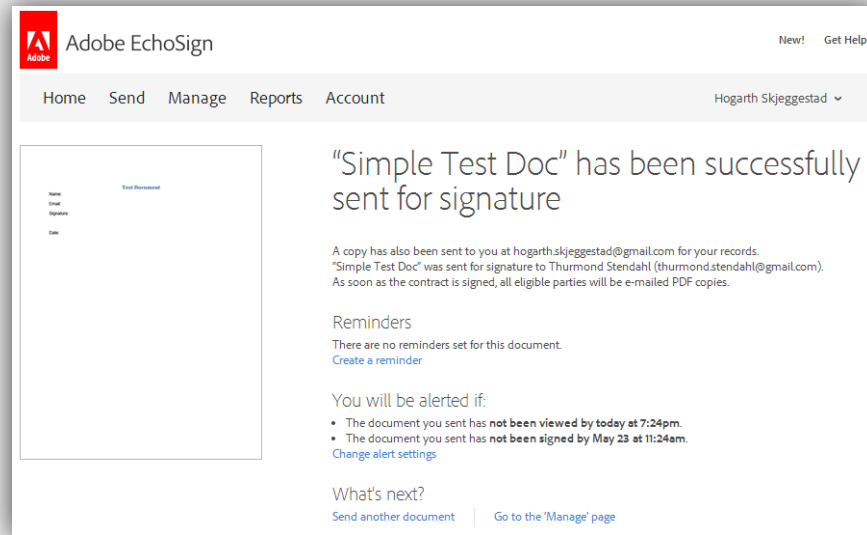 Adobe
Adobe EchoSign
New! Get Help
Home Send Manage Reports Account
Hogarth Skjeggestad
Test Document
Name:
Email
Signature
Date:
“Simple Test Doc” has been successfully
sent for signature
A copy has also been sent to you at hogarth.skjeggestad@gmail.com for your records.
"Simple Test Doc" was sent for signature to Thurmond Stendahl (thurmond.stendahl@gmail.com).
As soon as the contract is signed, all eligible parties will be e-mailed PDF copies.
Reminders
There are no reminders set for this document.
Create a reminder
You will be alerted if:
• The document you sent has not been viewed by today at 7:24pm.
• The document you sent has not been signed by May 23 at 11:24am.
Change alert settings
What's next?
Send another document Go to the 'Manage' page